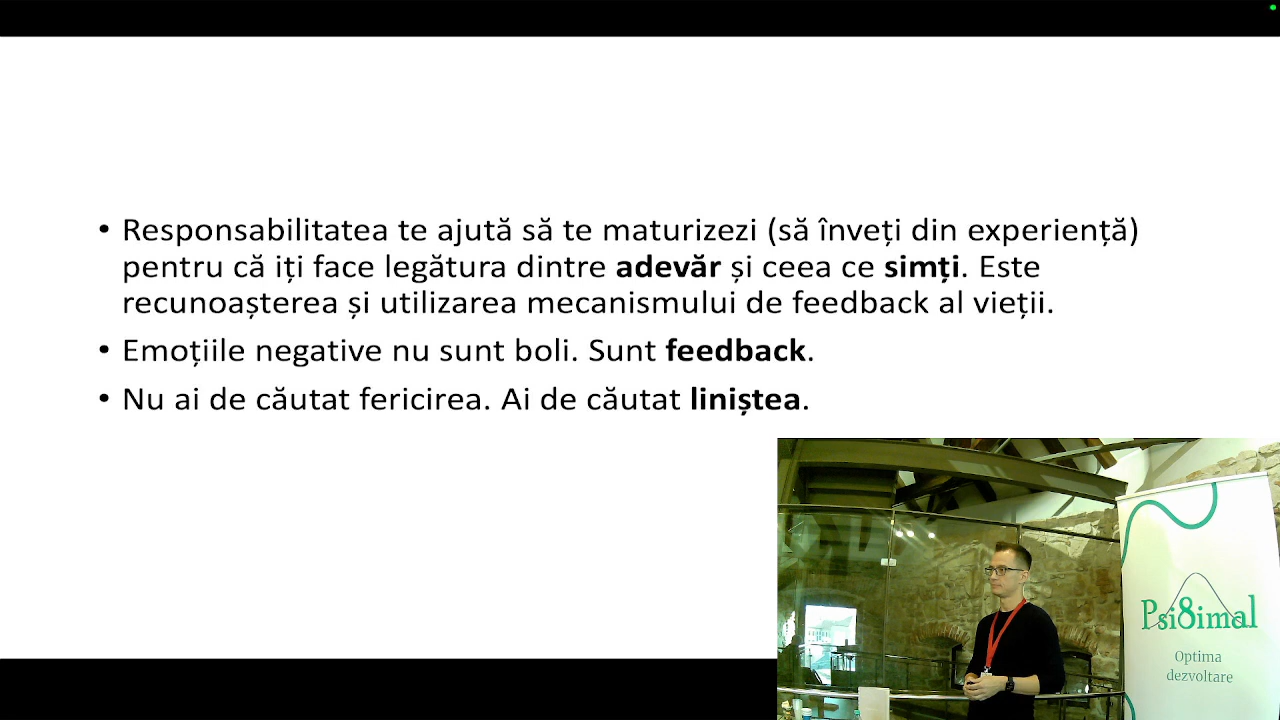 • Responsabilitatea te ajută să te maturizezi (să înveți din experiență)
pentru că iți face legătura dintre adevăr și ceea ce simți. Este
recunoașterea și utilizarea mecanismului de feedback al vieții.
• Emoțiile negative nu sunt boli. Sunt feedback.
• Nu ai de căutat fericirea. Ai de căutat liniștea.
Psi8imal
Optima
dezvoltare